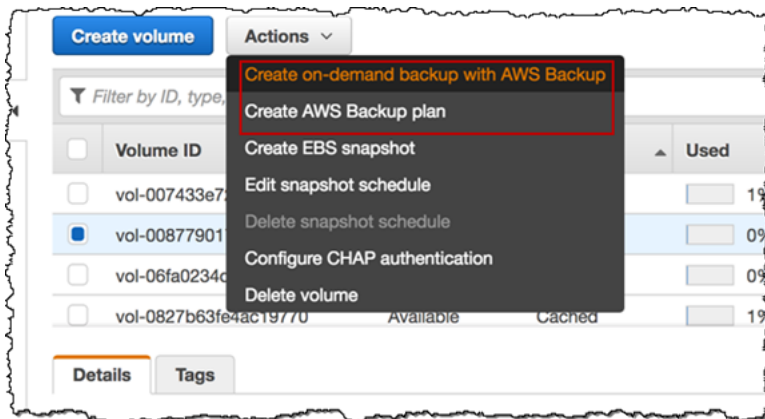 Create volume Actions
Create on-demand backup with AWS Backup
Filter by ID, type,
Create AWS Backup plan
Volume ID Create EBS snapshot Used
vol-007433e7 Edit snapshot schedule
Delete snapshot schedule
vol-00877901 0%
Configure CHAP authentication
vol-06fa0234 0%
Delete volume
vol-0827b63fe4ac19770 Available Cached
Details Tags